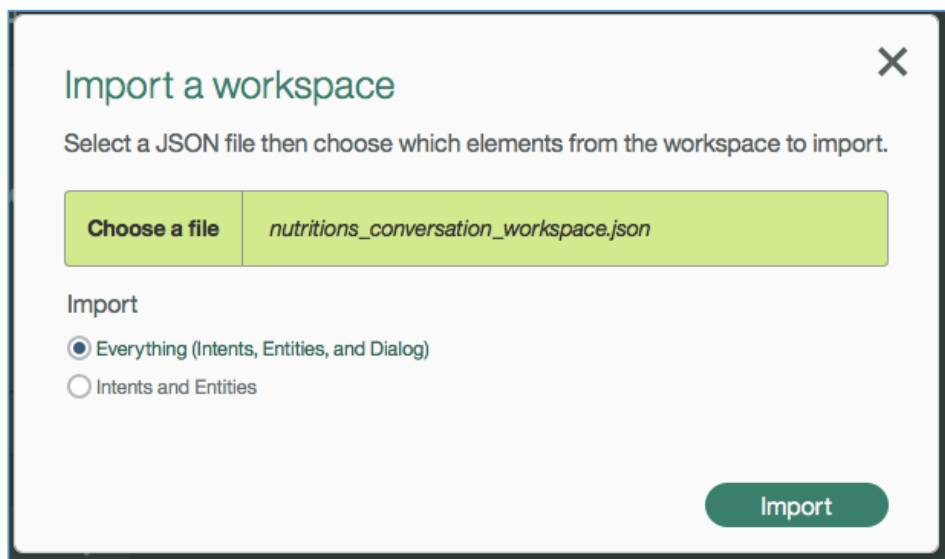 Import a workspace
Select a JSON file then choose which elements from the workspace to import.
Choose a file nutritions_conversation_workspace.json
Import
Everything (Intents, Entities, and Dialog)
Intents and Entities
Import